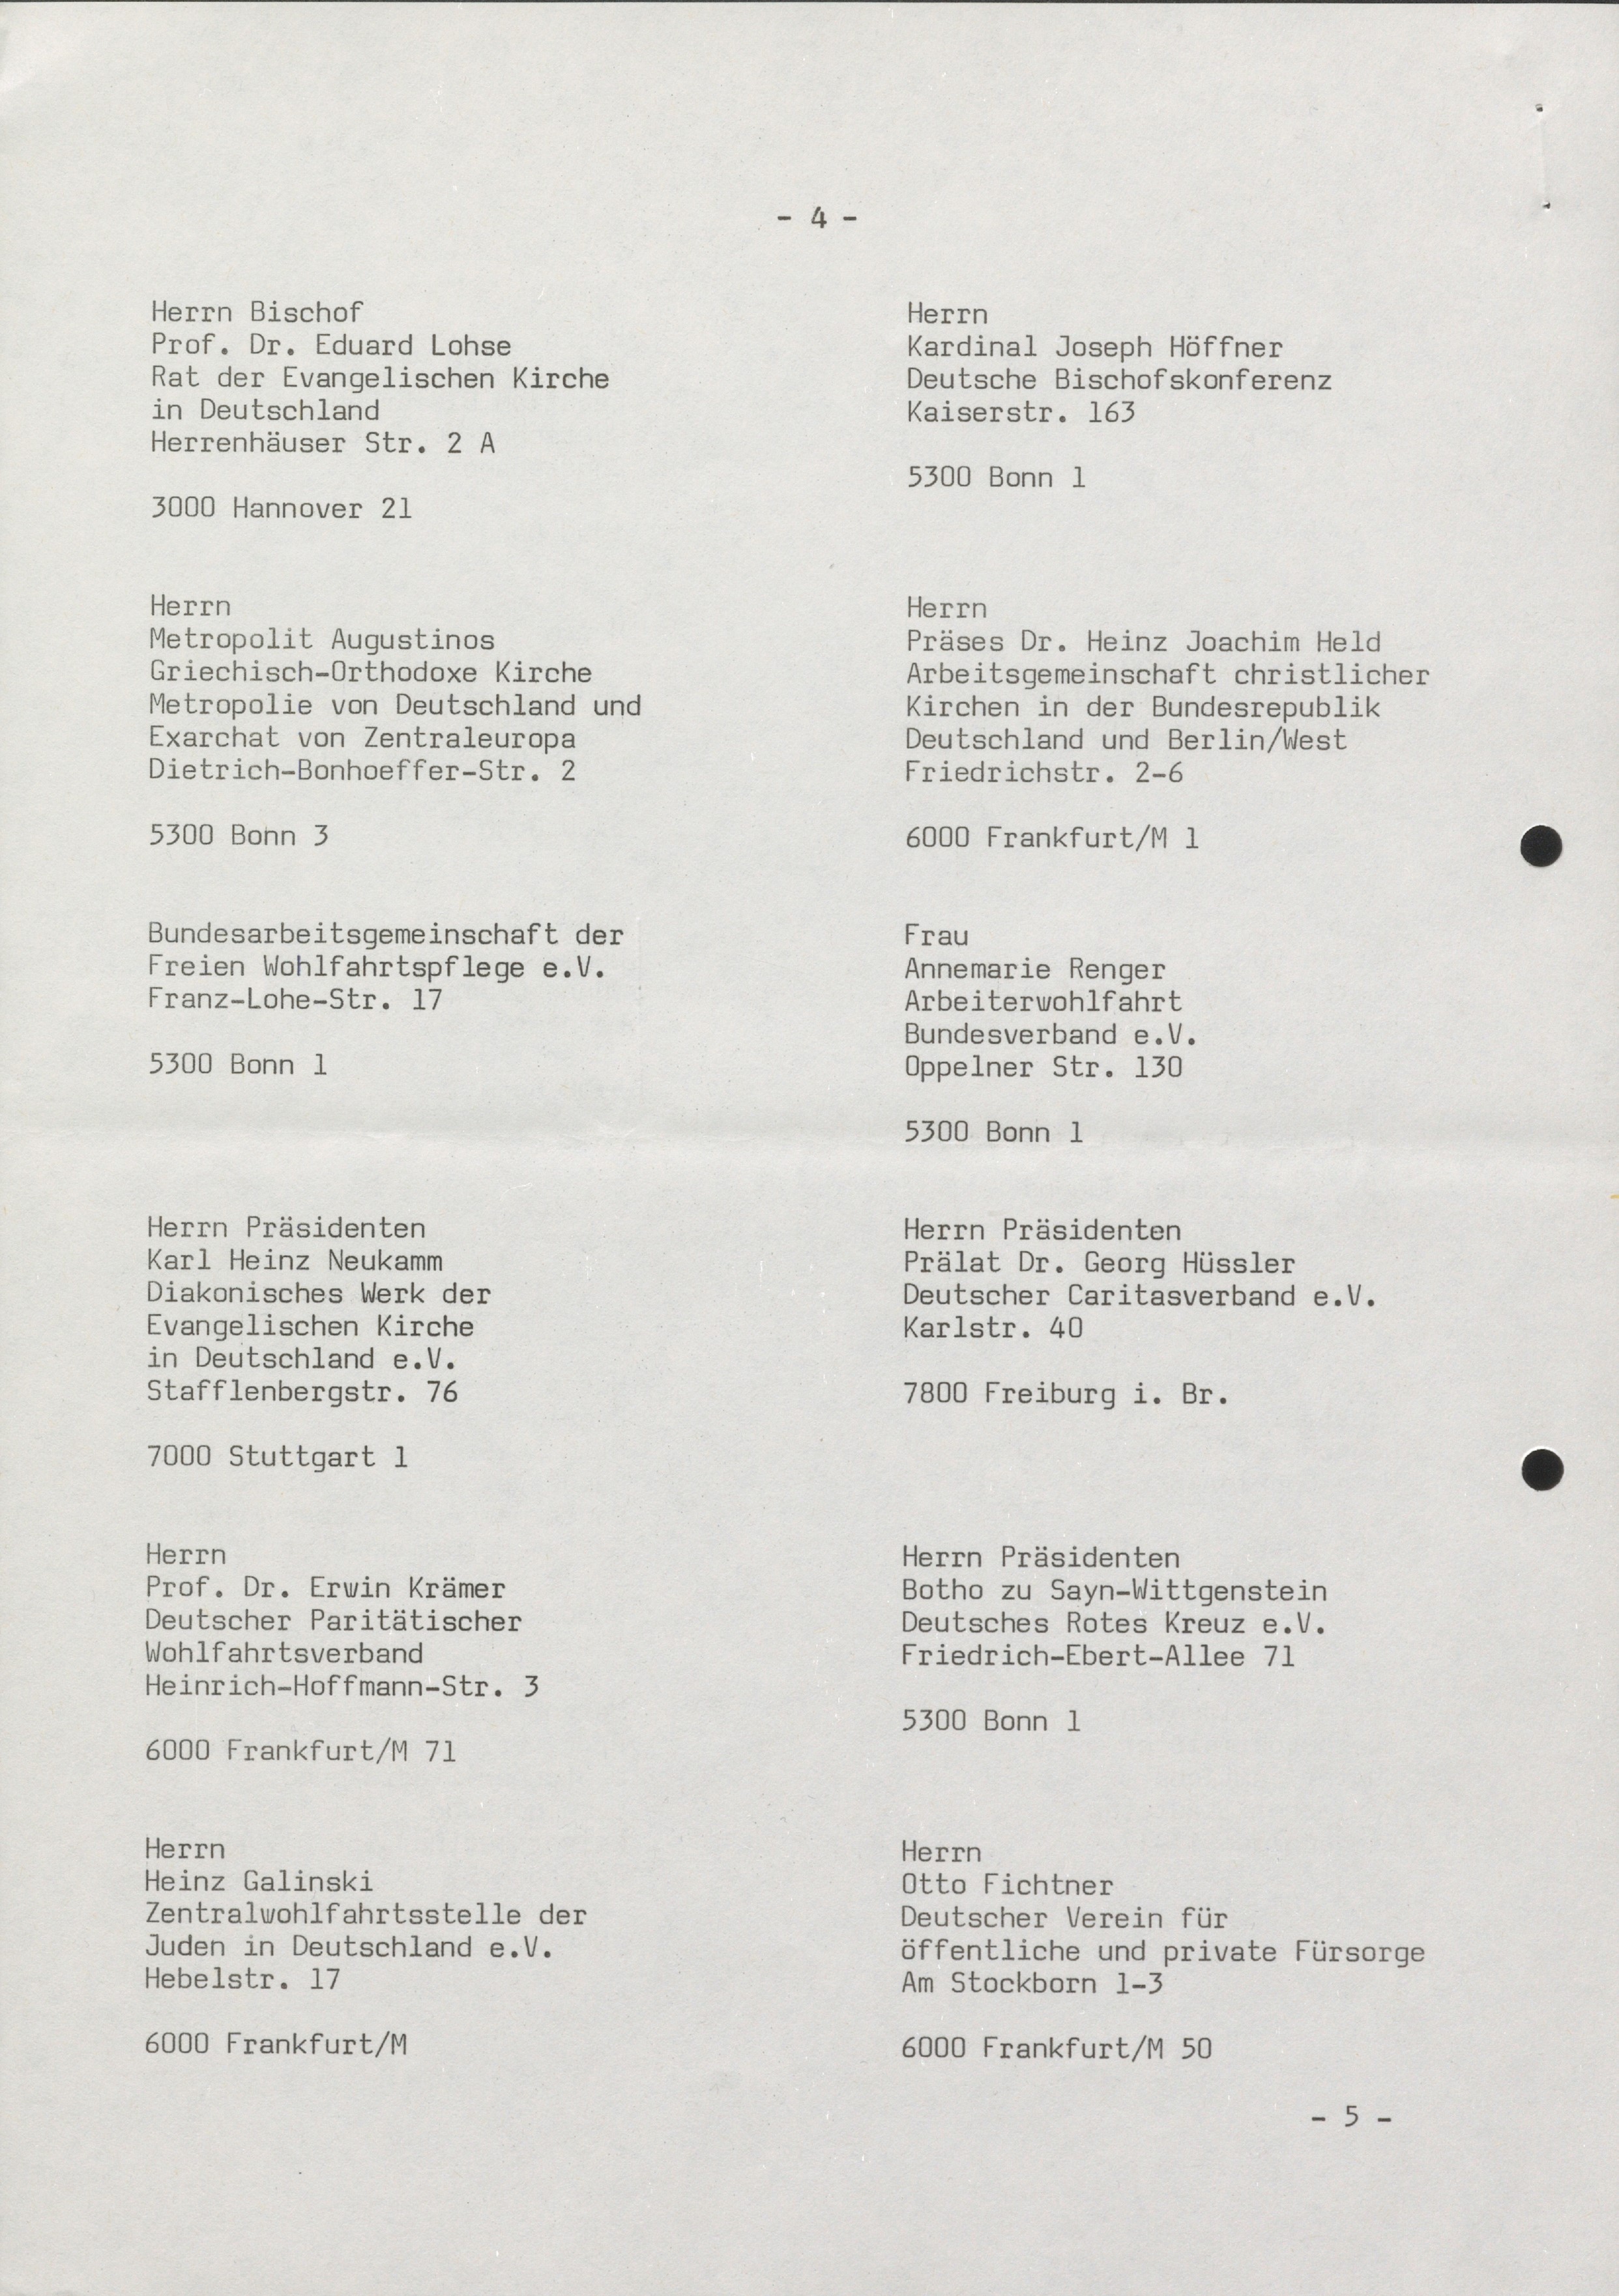 - 4 -
Herrn Bischof
Prof. Dr. Eduard Lohse
Rat der Evangelischen Kirche
in Deutschland
Herrenhäuser Str. 2 A
3000 Hannover 21
Herrn
Kardinal Joseph Höffner
Deutsche Bischofskonferenz
Kaiserstr. 163
5300 Bonn 1
Herrn
Metropolit Augustinos
Griechisch-Orthodoxe Kirche
Metropolie von Deutschland und
Exarchat von Zentraleuropa
Dietrich-Bonhoeffer-Str. 2
5300 Bonn 3
Herrn
Präses Dr. Heinz Joachim Held
Arbeitsgemeinschaft christlicher
Kirchen in der Bundesrepublik
Deutschland und Berlin/West
Friedrichstr. 2-6
6000 Frankfurt/M 1
Bundesarbeitsgemeinschaft der
Freien Wohlfahrtspflege e.V.
Franz-Lohe-Str. 17
5300 Bonn 1
Frau
Annemarie Renger
Arbeiterwohlfahrt
Bundesverband e.V.
Oppelner Str. 130
5300 Bonn 1
Herrn Präsidenten
Karl Heinz Neukamm
Diakonisches Werk der
Evangelischen Kirche
in Deutschland e.V.
Stafflenbergstr. 76
7000 Stuttgart 1
Herrn Präsidenten
Prälat Dr. Georg Hüssler
Deutscher Caritasverband e.V.
Karlstr. 40
7800 Freiburg i. Br.
Herrn
Prof. Dr. Erwin Krämer
Deutscher Paritätischer
Wohlfahrtsverband
Heinrich-Hoffmann-Str. 3
6000 Frankfurt/M 71
Herrn Präsidenten
Botho zu Sayn-Wittgenstein
Deutsches Rotes Kreuz e.V.
Friedrich-Ebert-Allee 71
5300 Bonn 1
Herrn
Heinz Galinski
Zentralwohlfahrtsstelle der
Juden in Deutschland e.V.
Hebelstr. 17
6000 Frankfurt/M
Herrn
Otto Fichtner
Deutscher Verein für
öffentliche und private Fürsorge
Am Stockborn 1-3
6000 Frankfurt/M 50
- 5 -